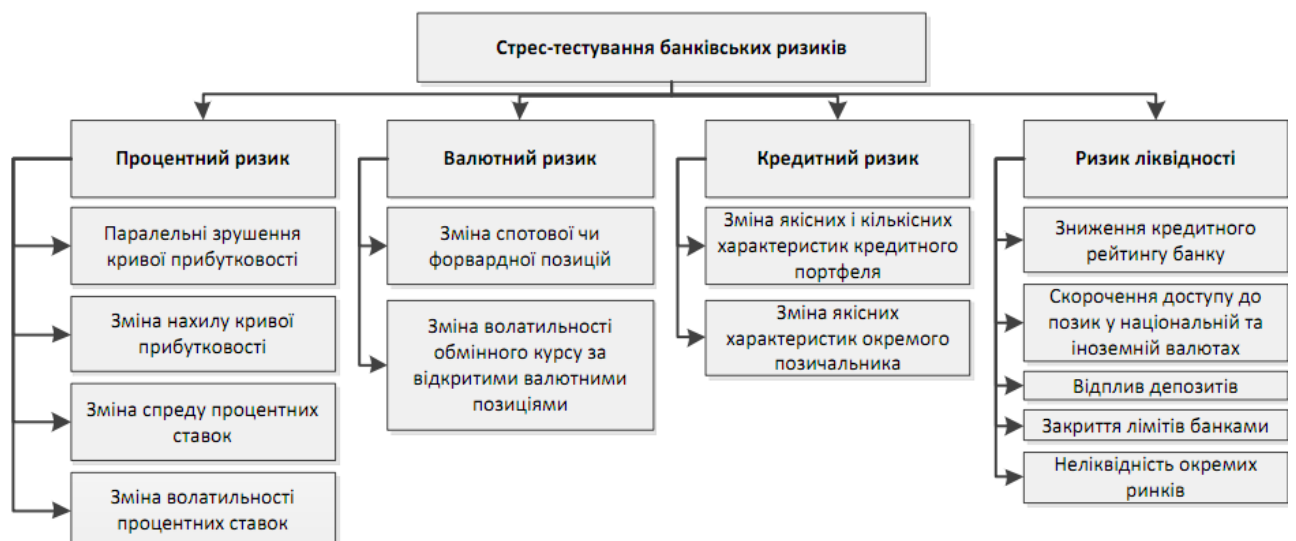 Стрес-тестування банківських ризиків
Процентний ризик
Паралельні зрушення
кривої прибутковості
Зміна нахилу кривої
прибутковості
Зміна спреду процентних
ставок
Зміна волатильності
процентних ставок
Валютний ризик
Зміна спотової чи
форвардної позицій
Зміна волатильності
обмінного курсу за
відкритими валютними
позиціями
Кредитний ризик
Зміна якісних і кількісних
характеристик кредитного
портфеля
Зміна якісних
характеристик окремого
позичальника
Ризик ліквідності
Зниження кредитного
рейтингу банку
Скорочення доступу до
позик у національній та
іноземній валютах
Відплив депозитів
Закриття лімітів банками
Неліквідність окремих
ринків